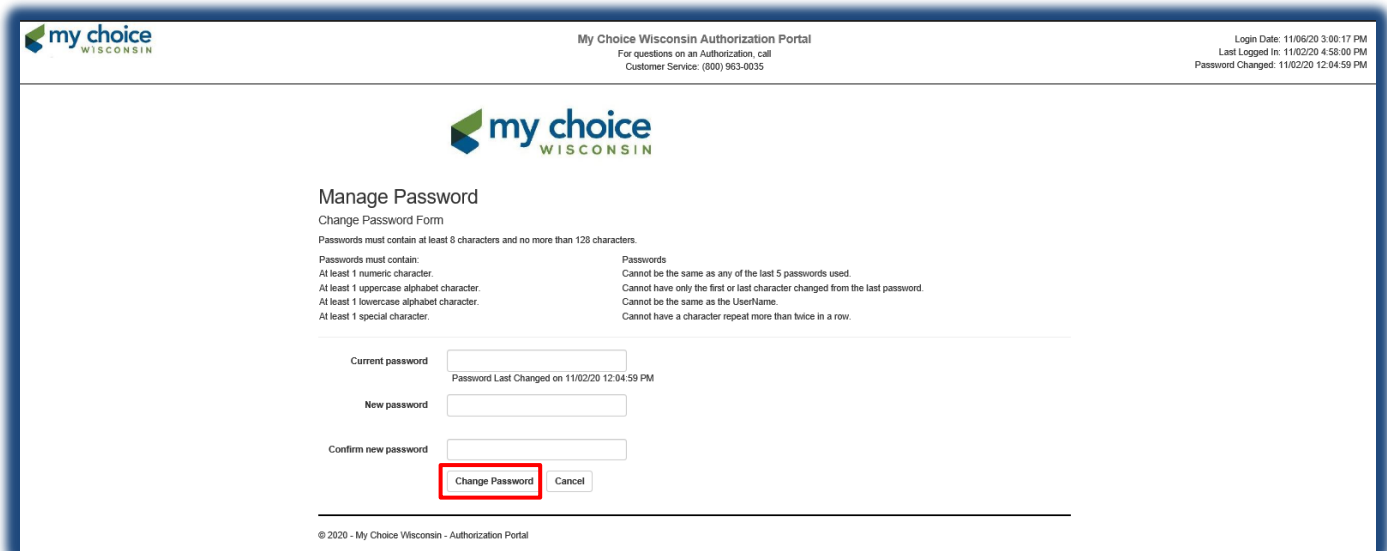 my choice
WISCONSIN
My Choice Wisconsin Authorization Portal
For questions on an Authorization, call
Customer Service: (800) 963-0035
Login Date: 11/06/20 3:00:17 PM
Last Logged In: 11/02/20 4:58:00 PM
Password Changed: 11/02/20 12:04:59 PM
my choice
WISCONSIN
Manage Password
Change Password Form
Passwords must contain at least 8 characters and no more than 128 characters.
Passwords must contain:
At least 1 numeric character.
At least 1 uppercase alphabet character.
At least 1 lowercase alphabet character.
At least 1 special character.
Passwords
Cannot be the same as any of the last 5 passwords used.
Cannot have only the first or last character changed from the last password.
Cannot be the same as the UserName.
Cannot have a character repeat more than twice in a row.
Current password
Password Last Changed on 11/02/20 12:04:59 PM
New password
Confirm new password
Change Password Cancel
© 2020 - My Choice Wisconsin - Authorization Portal